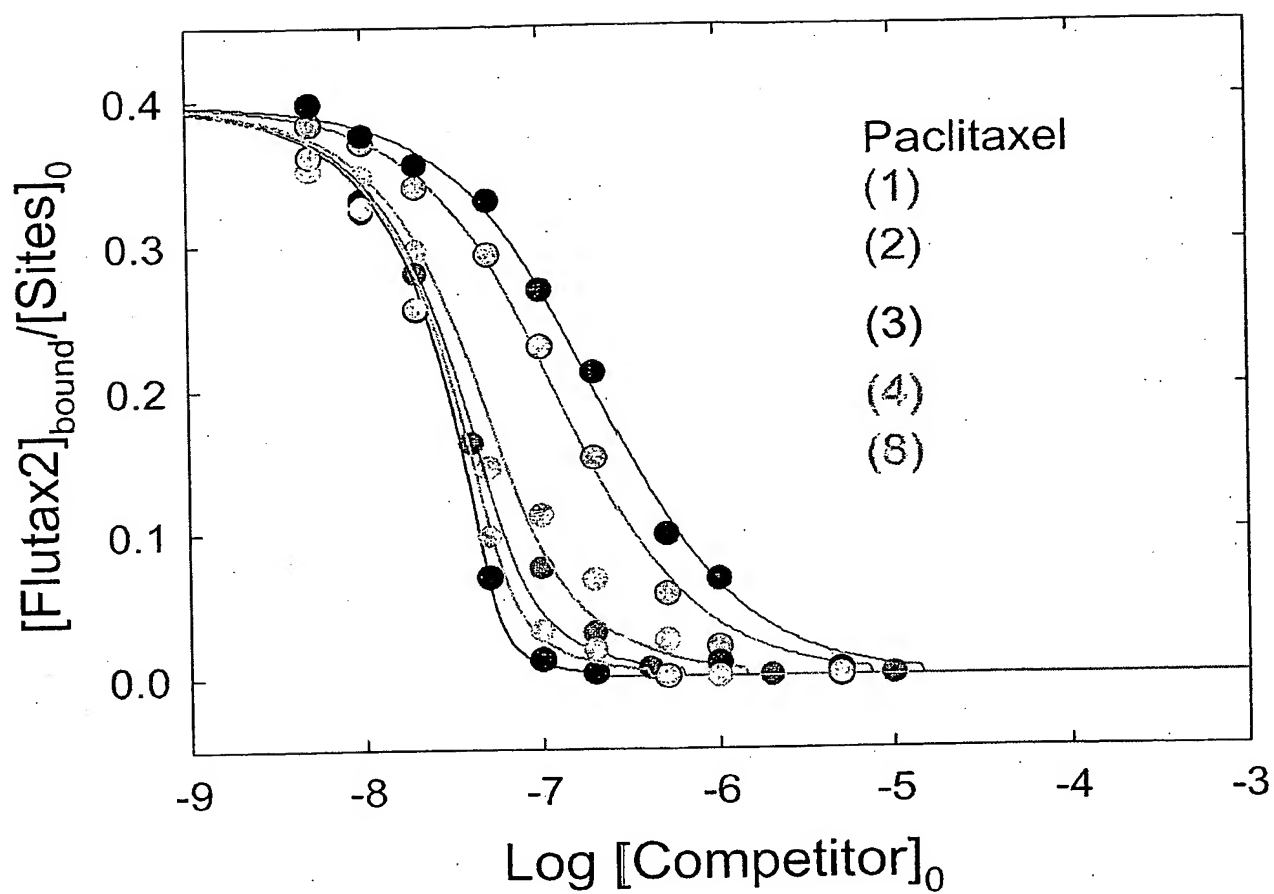 [Flutax2]bound/[Sites]0
0.4
0.3
0.2
0.1
0.0
Paclitaxel
(1)
(2)
(3)
(4)
(8)
-9 -8 -7 -6 -5 -4 -3
Log [Competitor]0